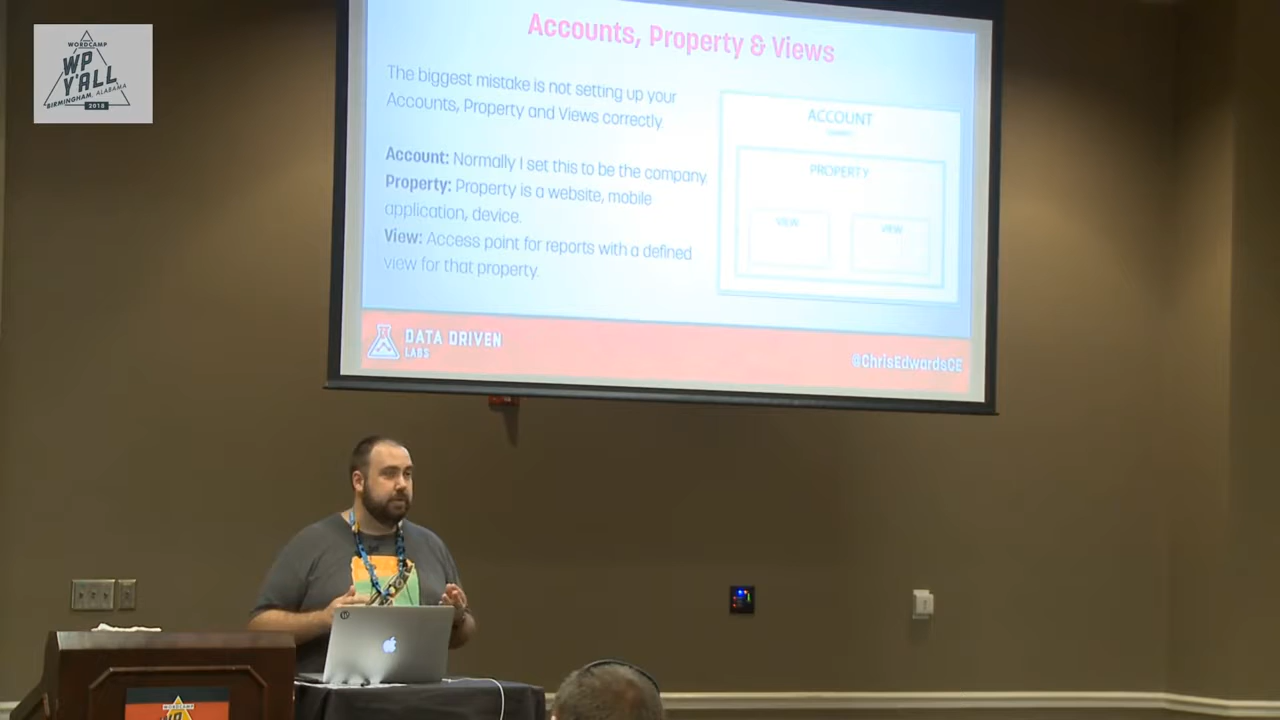 WORDCAMP
WP
Y'ALL
BIRMINGHAM, ALABAMA
2018
Accounts, Property & Views
The biggest mistake is not setting up your
Accounts, Property and Views correctly.
Account: Normally I set this to be the company.
Property: Property is a website, mobile
application, device.
View: Access point for reports with a defined
view for that property.
ACCOUNT
PROPERTY
VIEW
VIEW
DATA DRIVEN
LABS
@ChrisEdwardsCE
WORDCAMP
WP